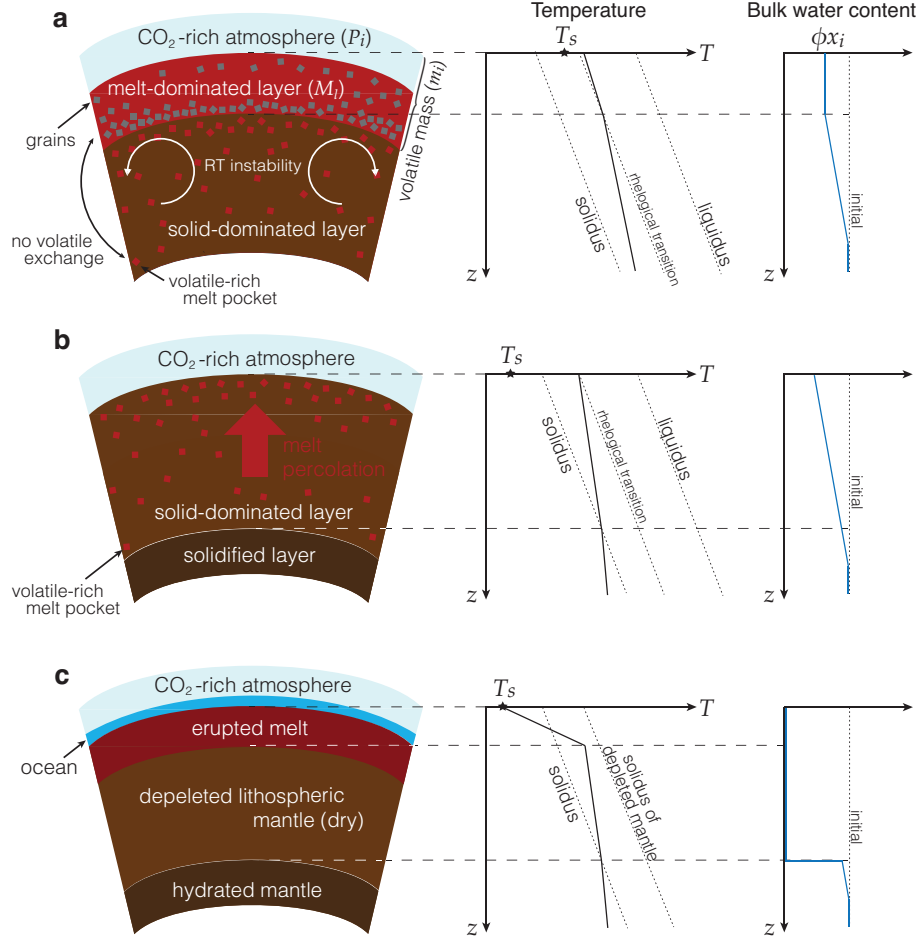 Temperature
Bulk water content
a
CO₂-rich atmosphere (Pᵢ)
melt-dominated layer (Mₗ)
grains
volatile mass (mᵢ)
RT instability
no volatile
exchange
solid-dominated layer
volatile-rich
melt pocket
Tₛ
T
solidus
rhelogical transition
liquidus
z
ϕxᵢ
initial
z
b
CO₂-rich atmosphere
melt
percolation
solid-dominated layer
solidified layer
volatile-rich
melt pocket
Tₛ
T
solidus
rhelogical transition
liquidus
z
initial
z
c
CO₂-rich atmosphere
erupted melt
ocean
depeleted lithospheric
mantle (dry)
hydrated mantle
Tₛ
T
solidus
solidus of
depleted mantle
z
initial
z